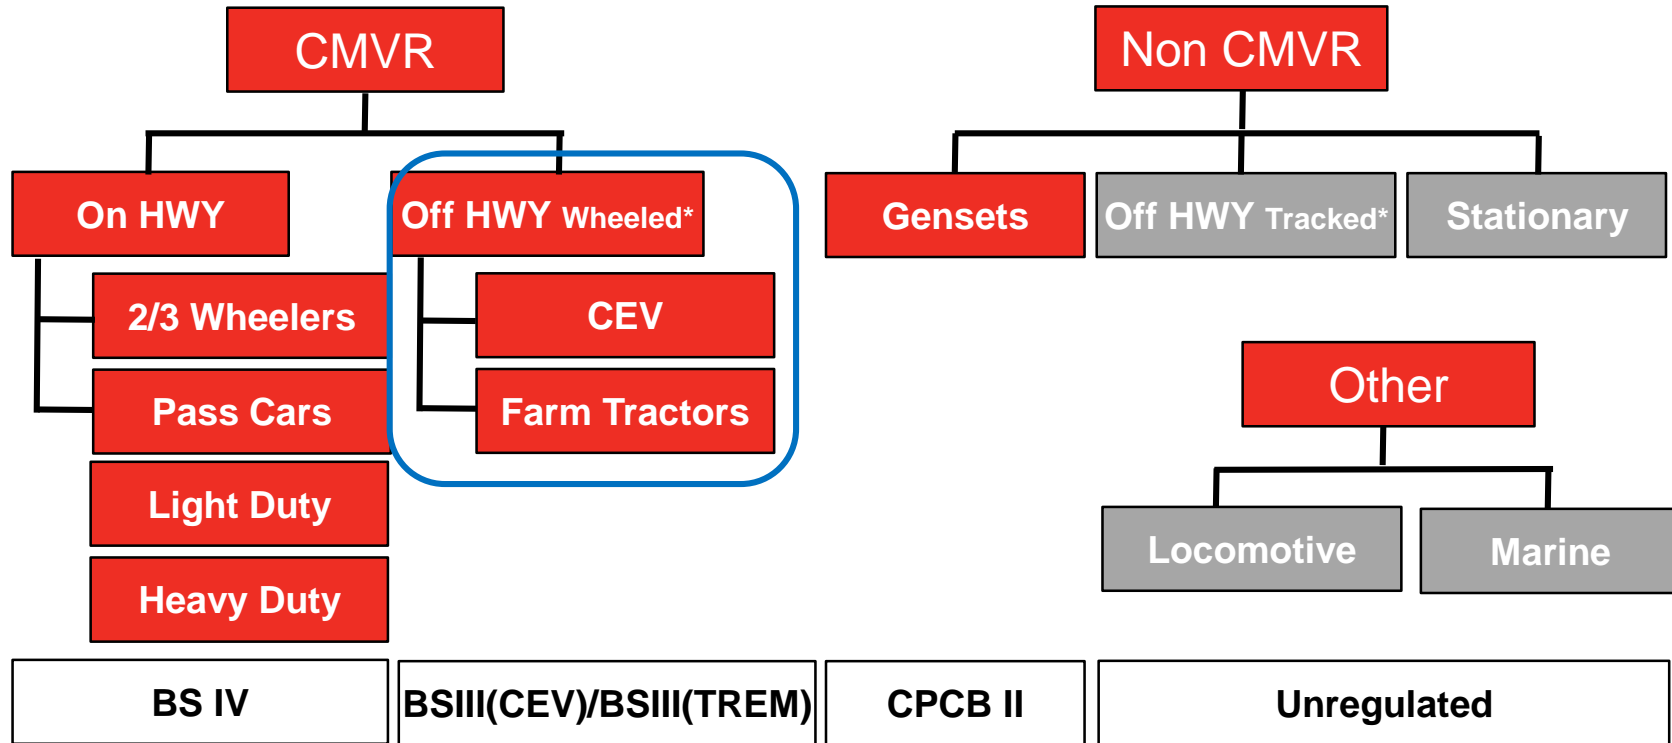 CMVR
Non CMVR
On HWY
Off HWY Wheeled*
Gensets
Off HWY Tracked*
Stationary
2/3 Wheelers
CEV
Pass Cars
Farm Tractors
Other
Light Duty
Locomotive
Marine
Heavy Duty
BS IV
BSIII(CEV)/BSIII(TREM)
CPCB II
Unregulated